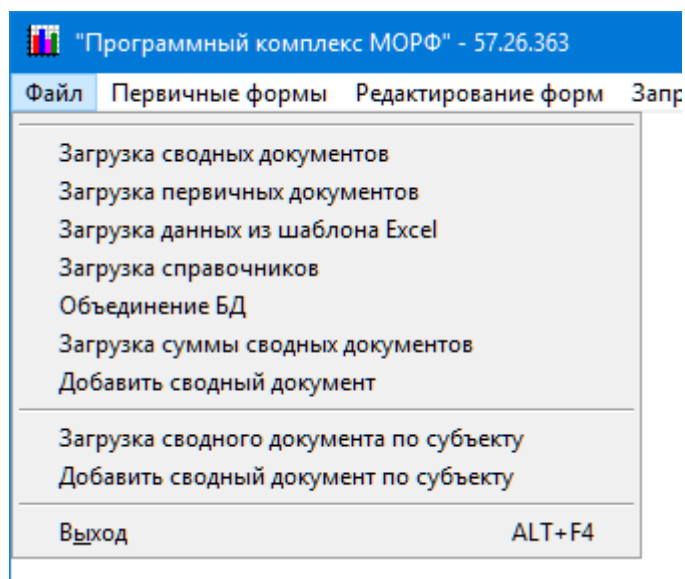 "Программный комплекс МОРФ" - 57.26.363
Файл Первичные формы Редактирование форм
Загрузка сводных документов
Загрузка первичных документов
Загрузка данных из шаблона Excel
Загрузка справочников
Объединение БД
Загрузка суммы сводных документов
Добавить сводный документ
Загрузка сводного документа по субъекту
Добавить сводный документ по субъекту
Выход ALT+F4